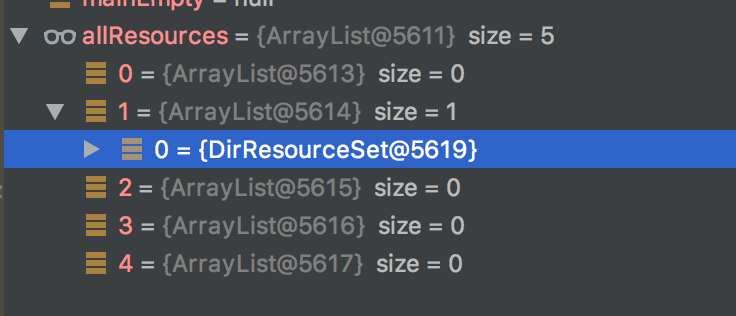 mainEmpty = null
allResources = {ArrayList@5611} size = 5
0 = {ArrayList@5613} size = 0
1 = {ArrayList@5614} size = 1
0 = {DirResourceSet@5619}
2 = {ArrayList@5615} size = 0
3 = {ArrayList@5616} size = 0
4 = {ArrayList@5617} size = 0